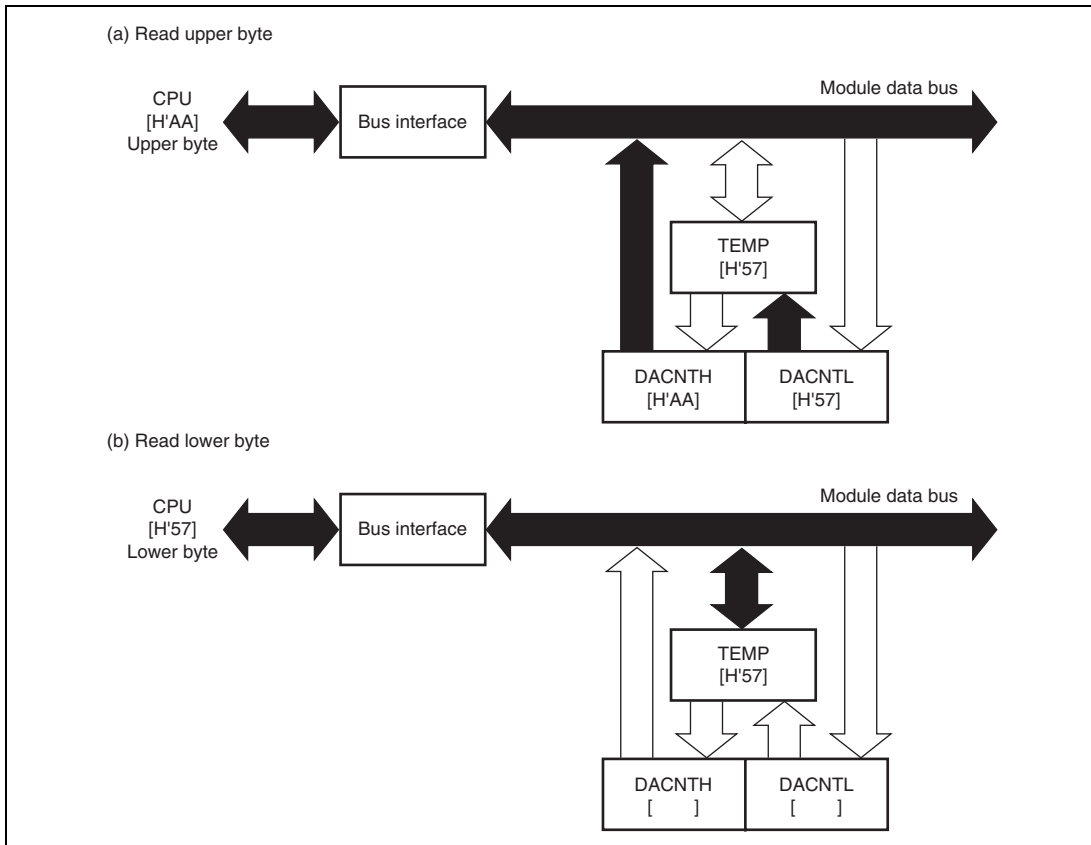 (a) Read upper byte
Module data bus
CPU
[H'AA]
Upper byte
Bus interface
TEMP
[H'57]
DACNTH
[H'AA]
DACNTL
[H'57]
(b) Read lower byte
Module data bus
CPU
[H'57]
Lower byte
Bus interface
TEMP
[H'57]
DACNTH
[ ]
DACNTL
[ ]